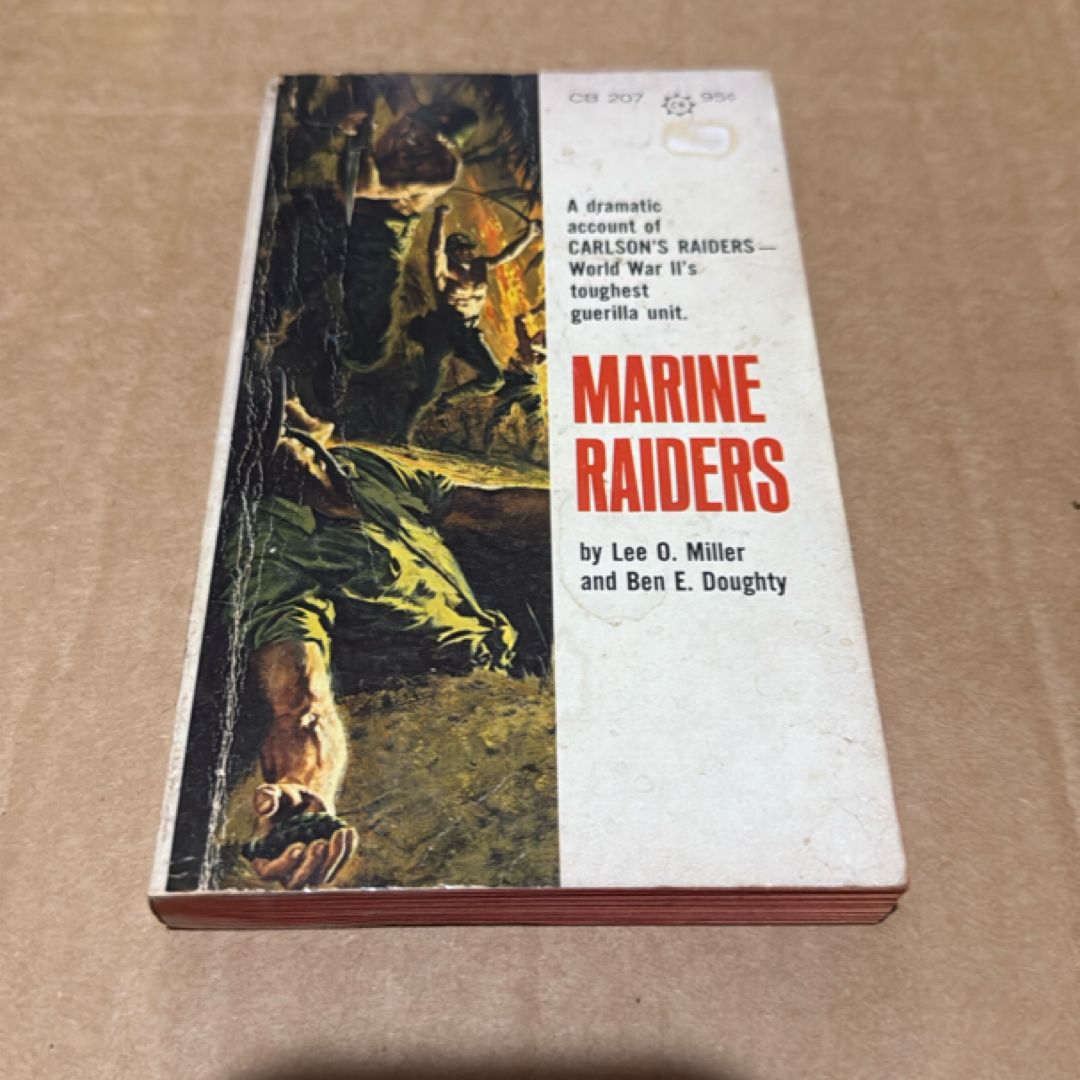 CB 207 CB 95¢
A dramatic
account of
CARLSON'S RAIDERS—
World War II's
toughest
guerilla unit.
MARINE
RAIDERS
by Lee O. Miller
and Ben E. Doughty